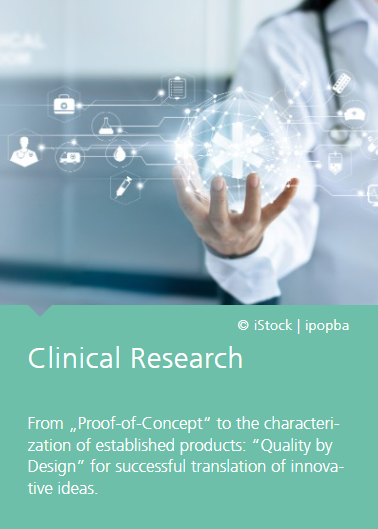 © iStock | ipopba
Clinical Research
From „Proof-of-Concept“ to the characteri-
zation of established products: “Quality by
Design” for successful translation of innova-
tive ideas.